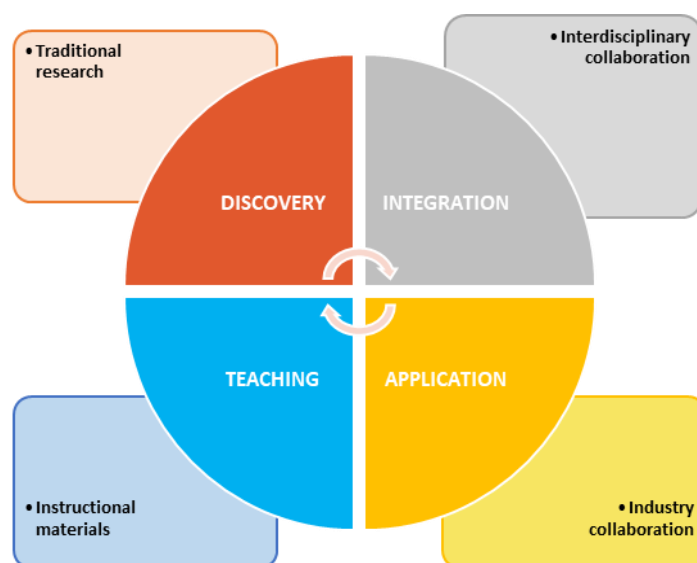 • Traditional
research
• Interdisciplinary
collaboration
DISCOVERY
INTEGRATION
TEACHING
APPLICATION
• Instructional
materials
• Industry
collaboration